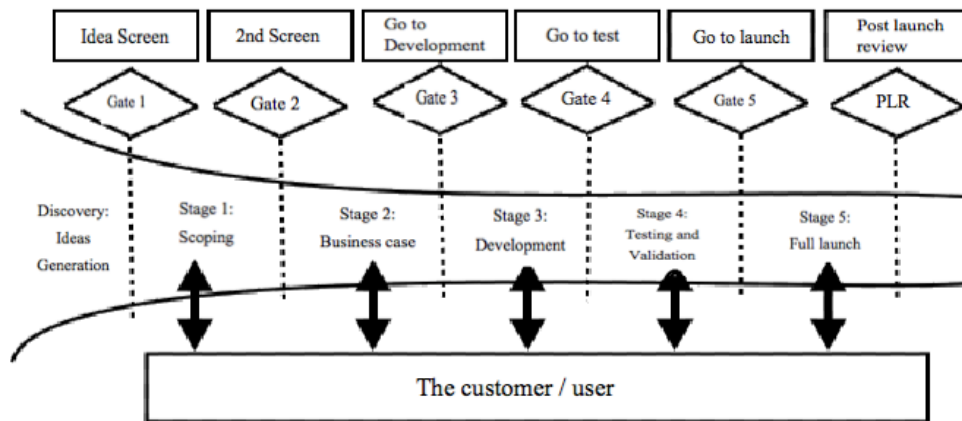 Idea Screen
2nd Screen
Go to
Development
Go to test
Go to launch
Post launch
review
Gate 1
Gate 2
Gate 3
Gate 4
Gate 5
PLR
Discovery:
Ideas
Generation
Stage 1:
Scoping
Stage 2:
Business case
Stage 3:
Development
Stage 4:
Testing and
Validation
Stage 5:
Full launch
The customer / user